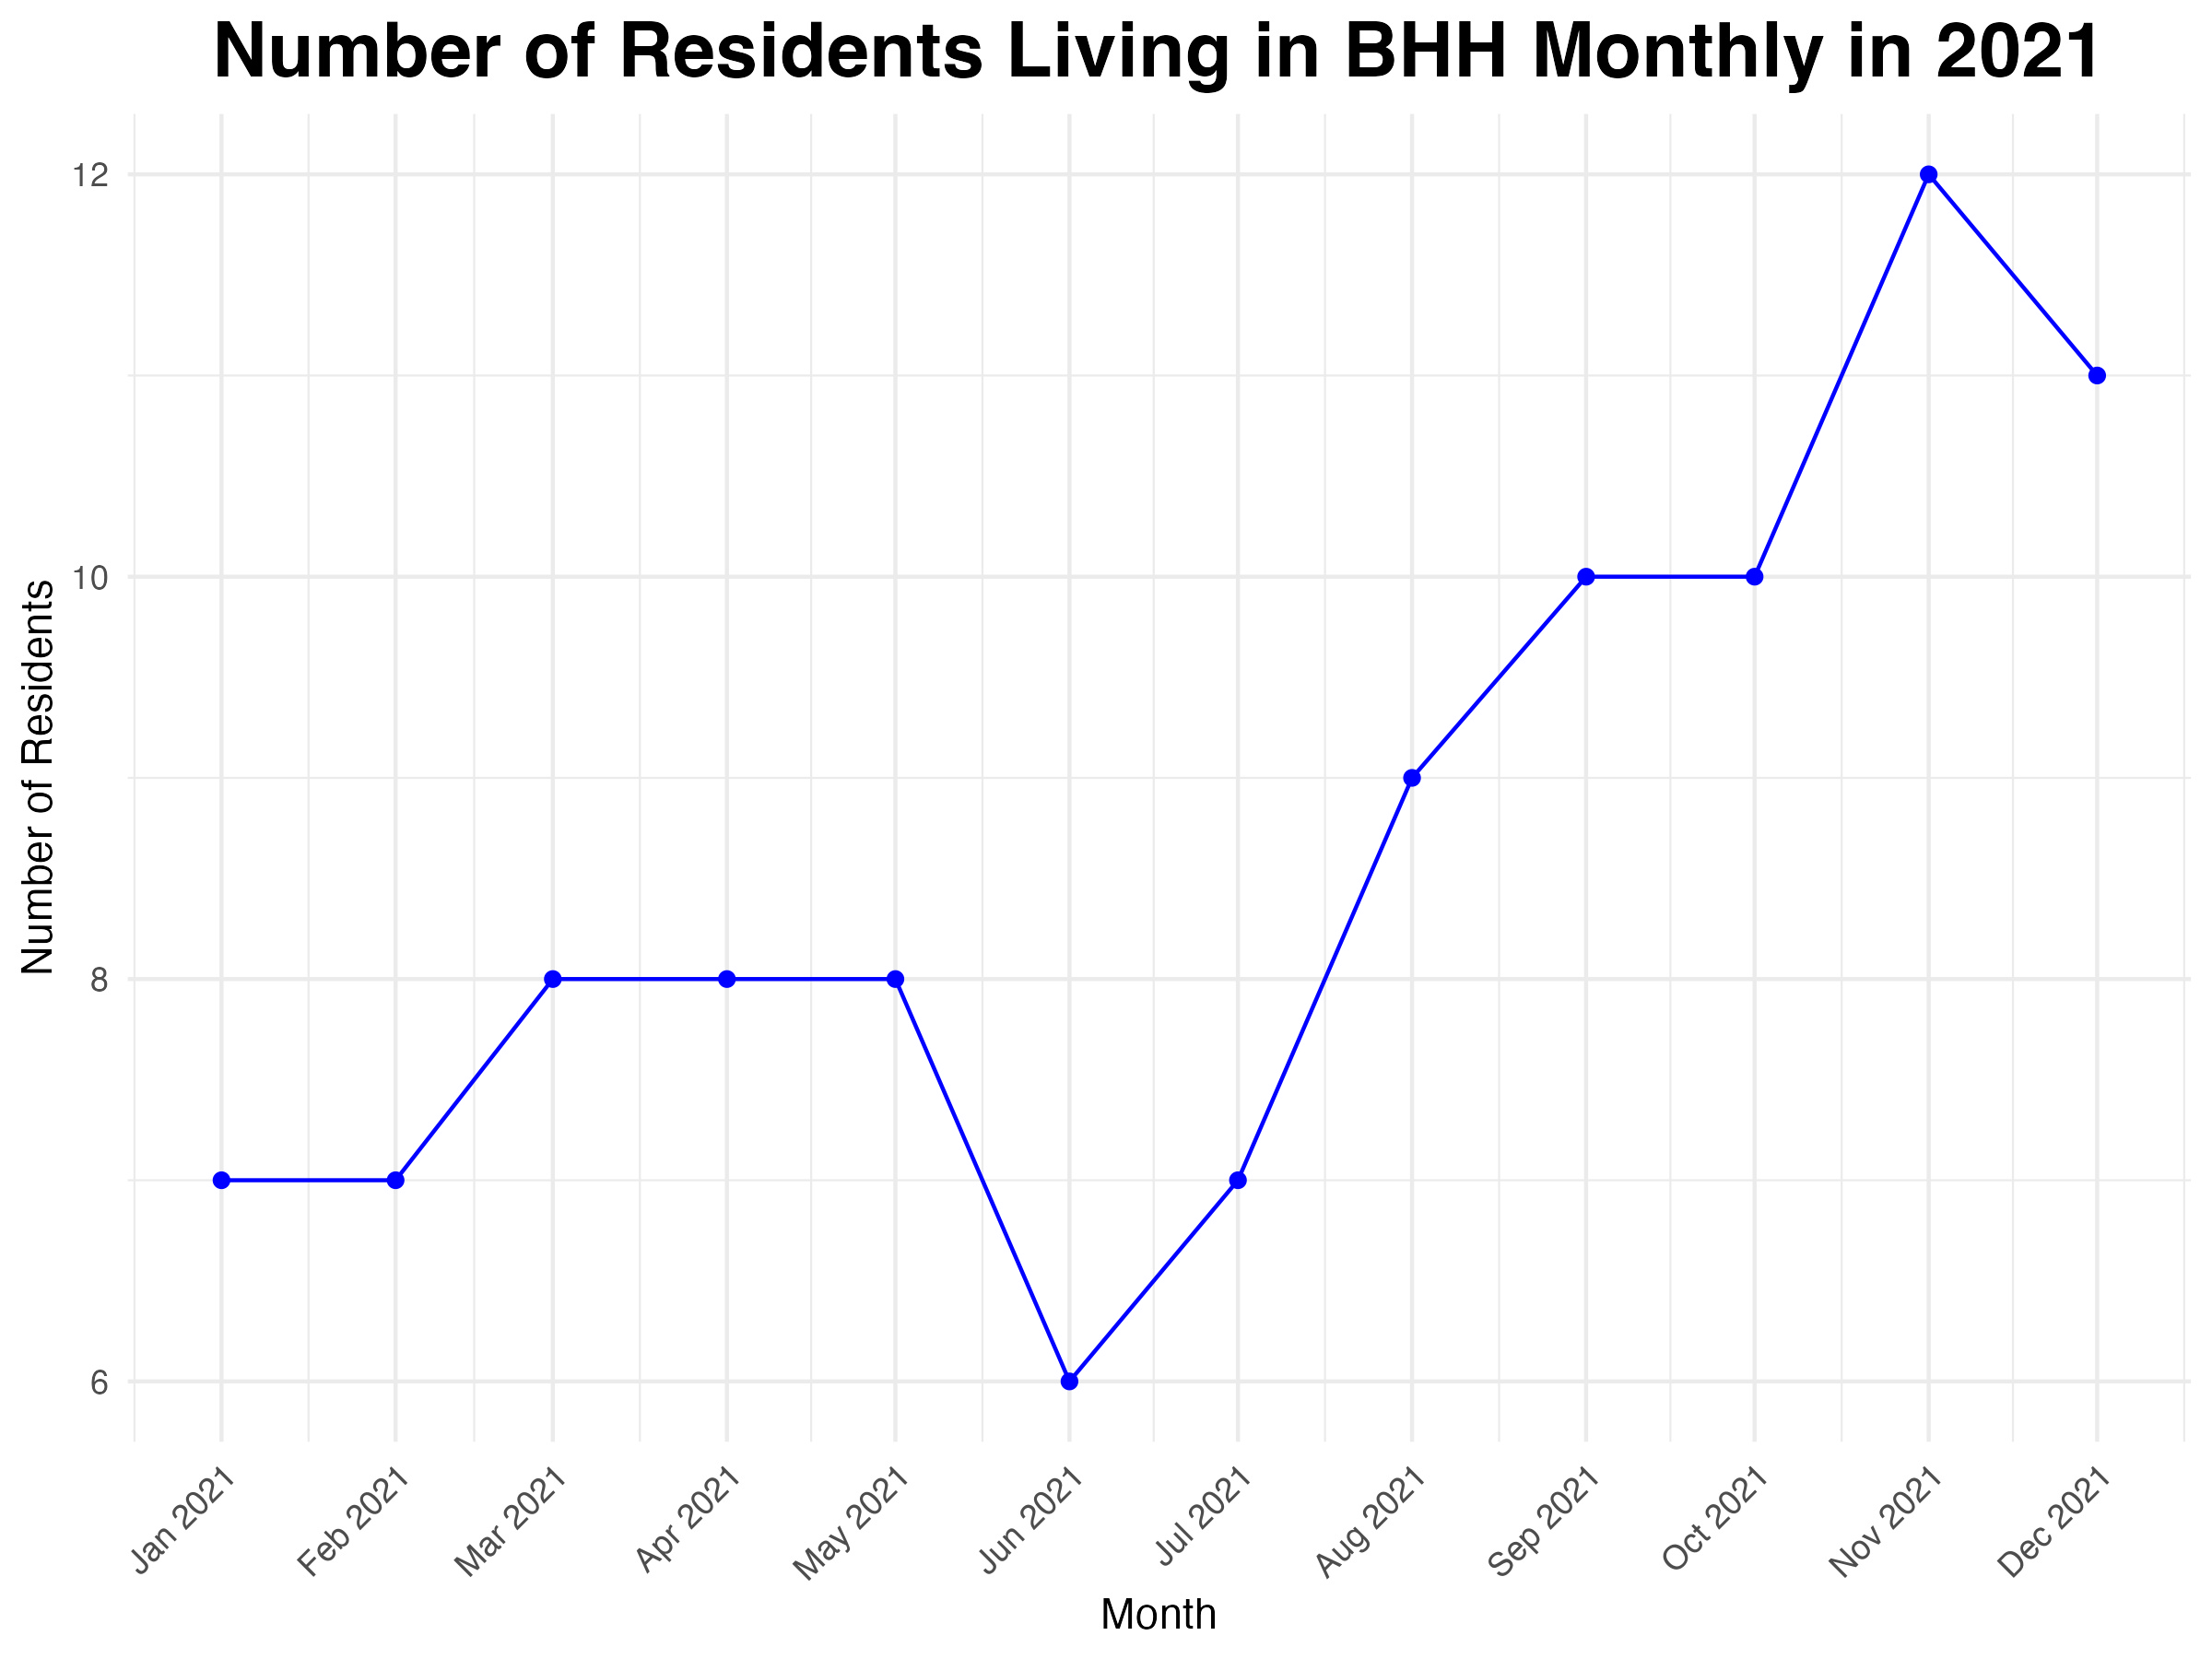 Number of Residents Living in BHH Monthly in 2021
Number of Residents
12
10
8
6
Jan 2021
Feb 2021
Mar 2021
Apr 2021
May 2021
Jun 2021
Jul 2021
Aug 2021
Sep 2021
Oct 2021
Nov 2021
Dec 2021
Month